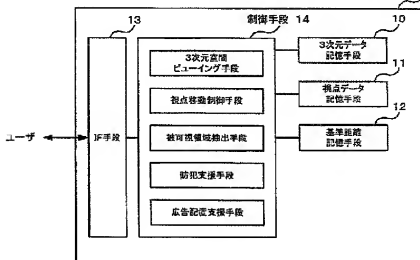 13
制御手段 14
10
3次元空間
ビューイング手段
3次元データ
記憶手段
11
視点移動制御手段
視点データ
記憶手段
12
ユーザ
IF手段
被可視領域抽出手段
基準距離
記憶手段
防犯支援手段
広告配置支援手段